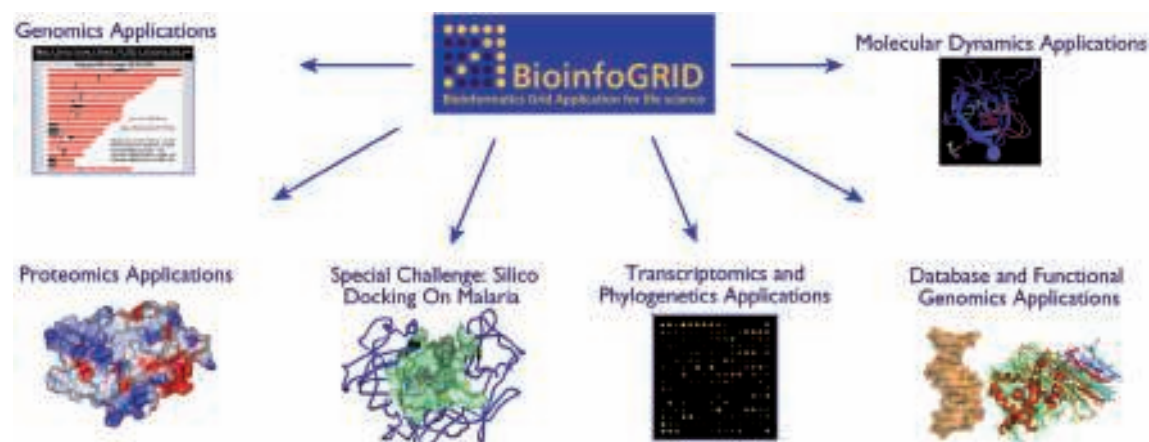 Genomics Applications
BioinfoGRID
Bioinformatics Grid Application for life science
Molecular Dynamics Applications
Proteomics Applications
Special Challenge: Silico
Docking On Malaria
Transcriptomics and
Phylogenetics Applications
Database and Functional
Genomics Applications